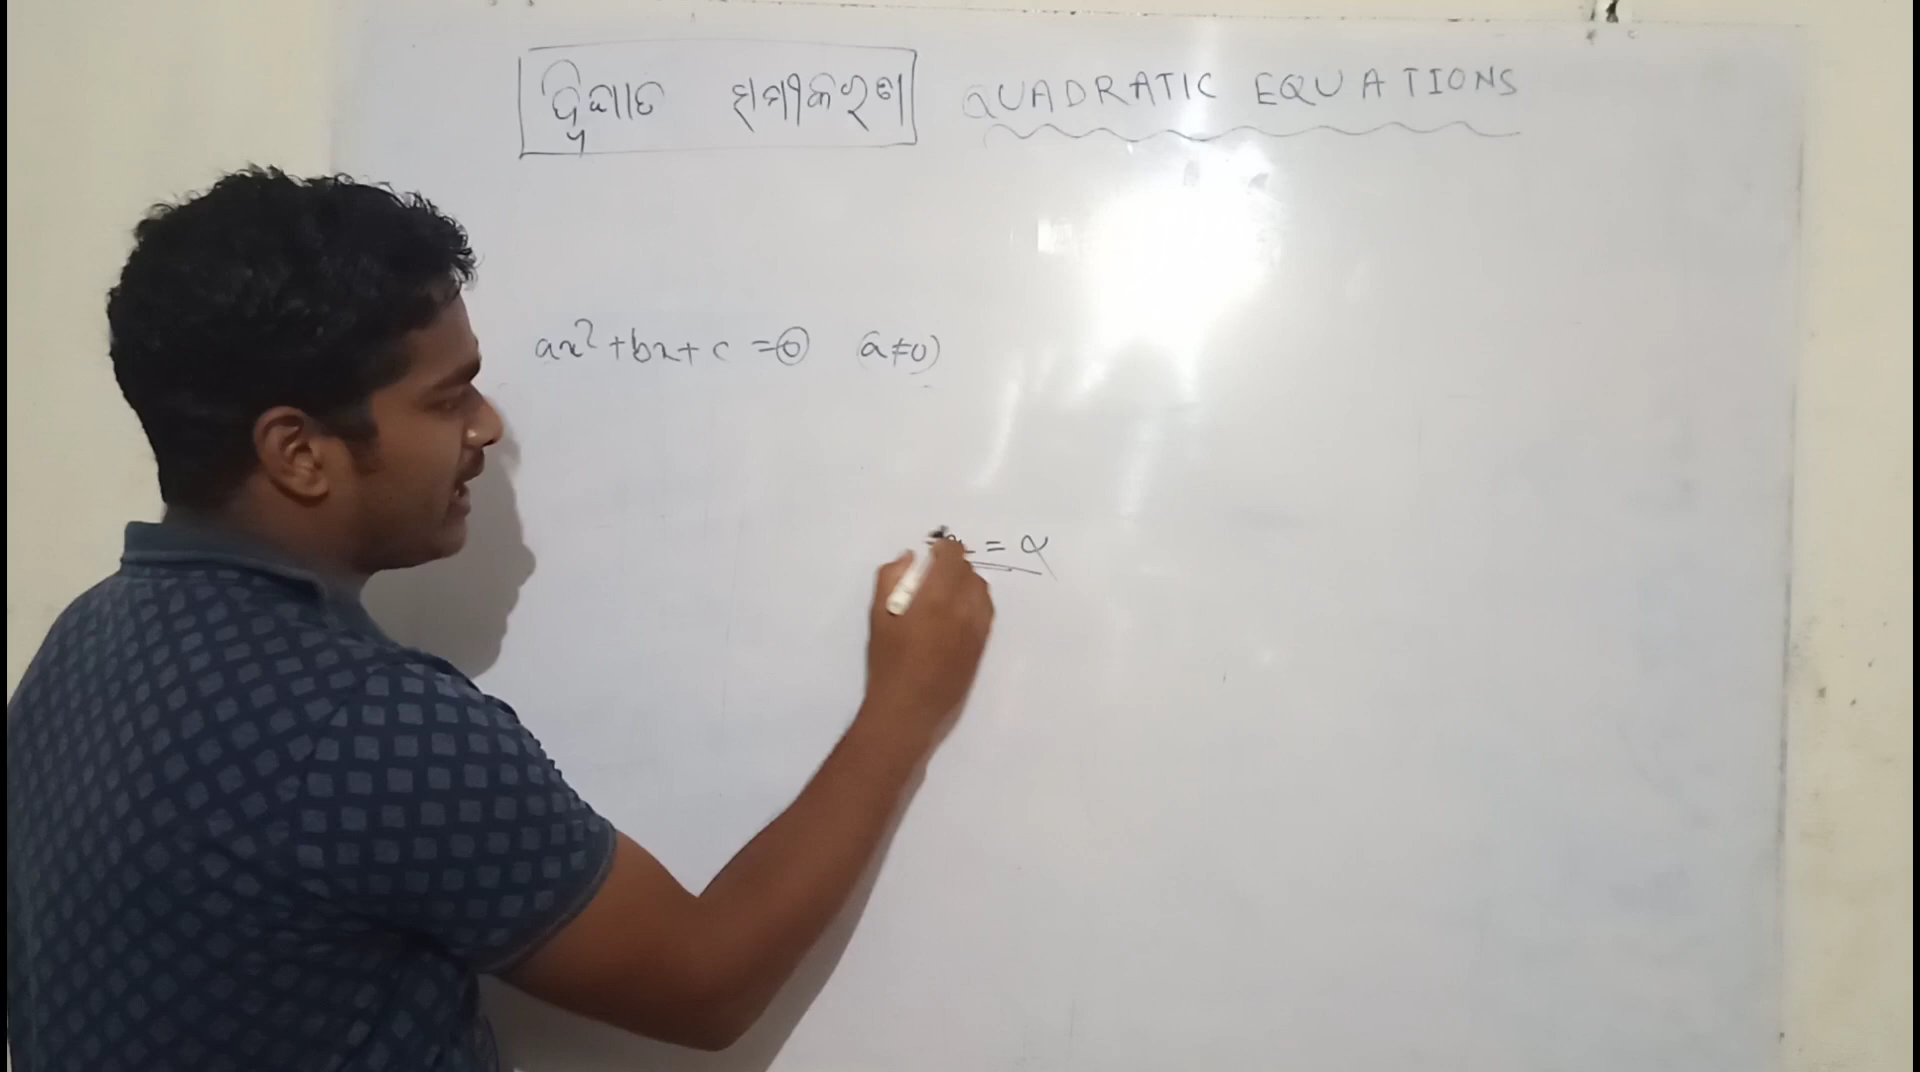 ଦ୍ୱିଘାତ ସମୀକରଣ QUADRATIC EQUATIONS
ax²+bx+c =0 (a≠0)
x = α